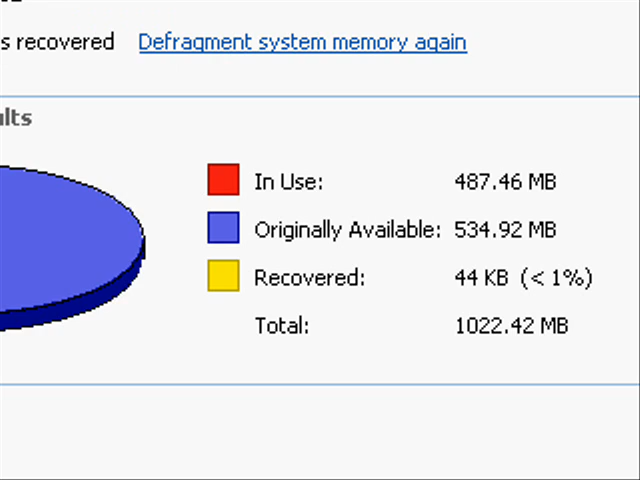 s recovered Defragment system memory again
lts
In Use: 487.46 MB
Originally Available: 534.92 MB
Recovered: 44 KB (< 1%)
Total: 1022.42 MB